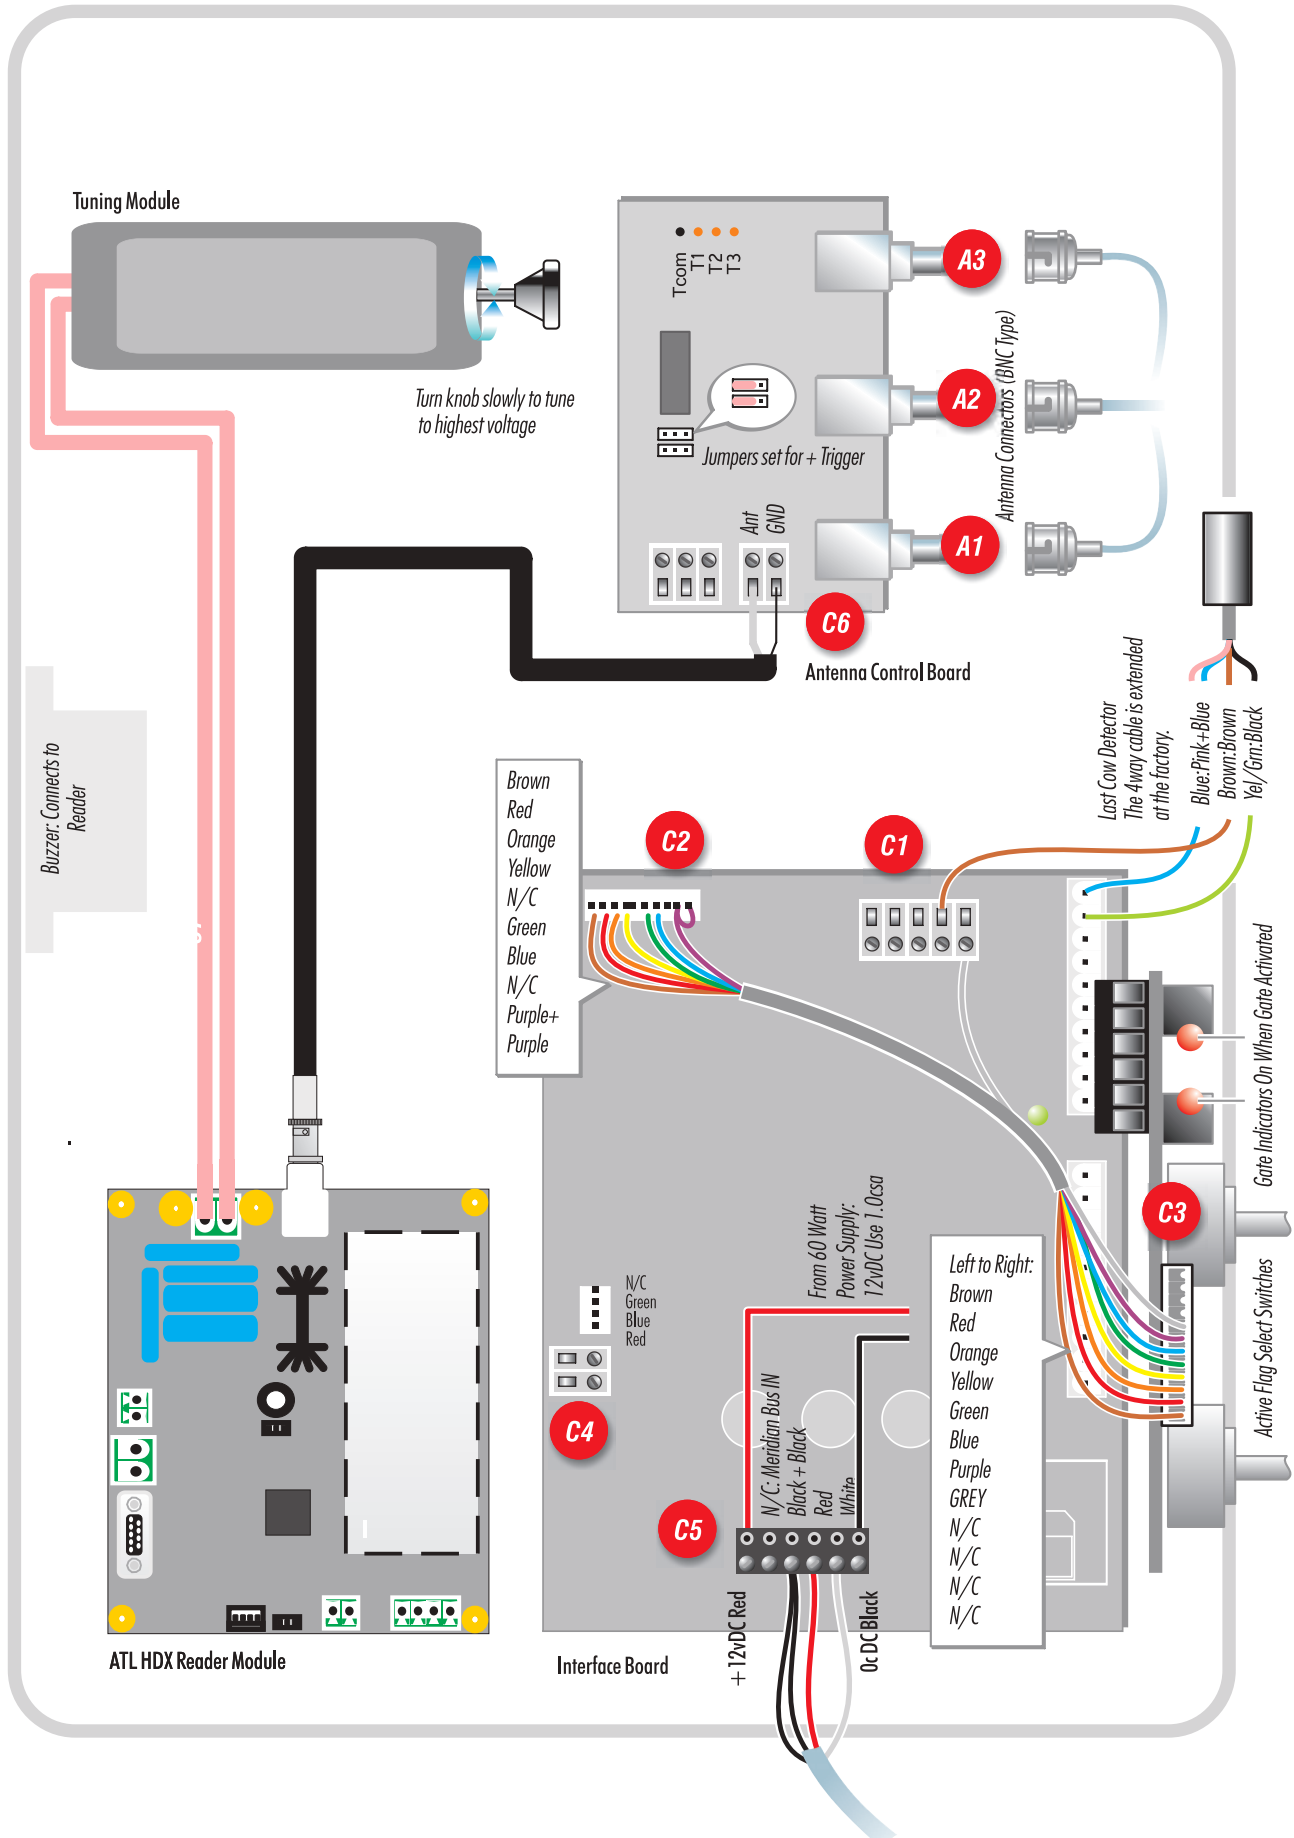 Tuning Module
Turn knob slowly to tune
to highest voltage
Tcom
T1
T2
T3
Jumpers set for + Trigger
Ant
GND
A3
A2
A1
Antenna Connectors (BNC Type)
C6
Antenna Control Board
Buzzer: Connects to
Reader
Last Cow Detector
The 4way cable is extended
at the factory.
Blue:Pink+Blue
Brown:Brown
Yel/Grn:Black
Brown
Red
Orange
Yellow
N/C
Green
Blue
N/C
Purple+
Purple
C2
C1
Gate Indicators On When Gate Activated
C3
Active Flag Select Switches
From 60 Watt
Power Supply:
12vDC Use 1.0csa
Left to Right:
Brown
Red
Orange
Yellow
Green
Blue
Purple
GREY
N/C
N/C
N/C
N/C
N/C
Green
Blue
Red
C4
N/C: Meridian Bus IN
Black + Black
Red
White
C5
+12vDC Red
0c DC Black
ATL HDX Reader Module
Interface Board